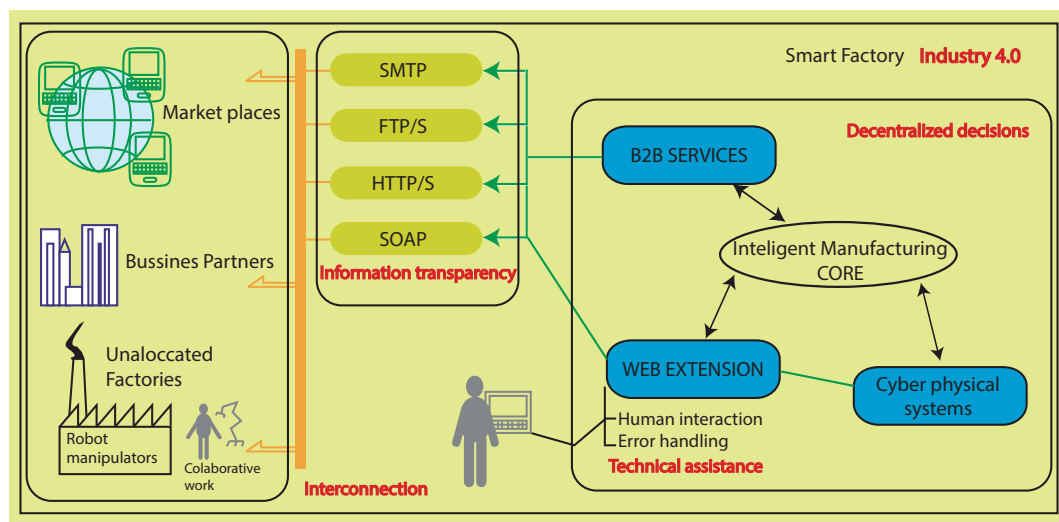 Smart Factory Industry 4.0
Market places
Bussines Partners
Unaloccated
Factories
Robot
manipulators
Colaborative
work
SMTP
FTP/S
HTTP/S
SOAP
Information transparency
Interconnection
Decentralized decisions
B2B SERVICES
Inteligent Manufacturing
CORE
WEB EXTENSION
Cyber physical
systems
Human interaction
Error handling
Technical assistance